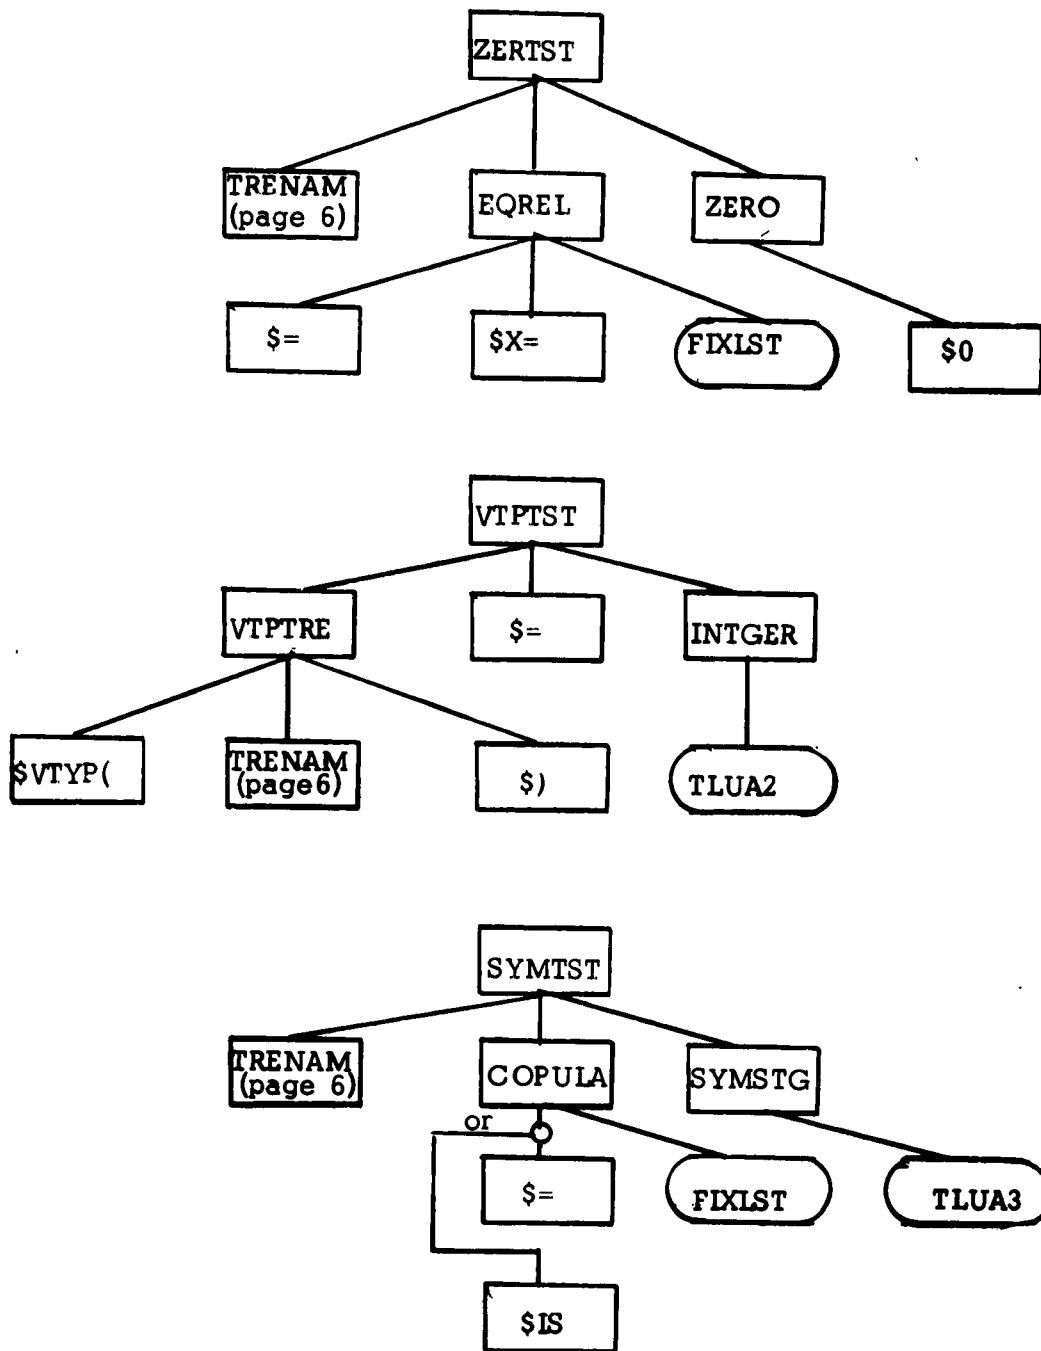 ZERTST
TRENAM
(page 6)
EQREL
ZERO
$=
$X=
FIXLST
$0
VTPTST
VTPTRE
$=
INTGER
$VTYP(
TRENAM
(page6)
$)
TLUA2
SYMTST
TRENAM
(page 6)
COPULA
SYMSTG
or
$=
FIXLST
TLUA3
$IS